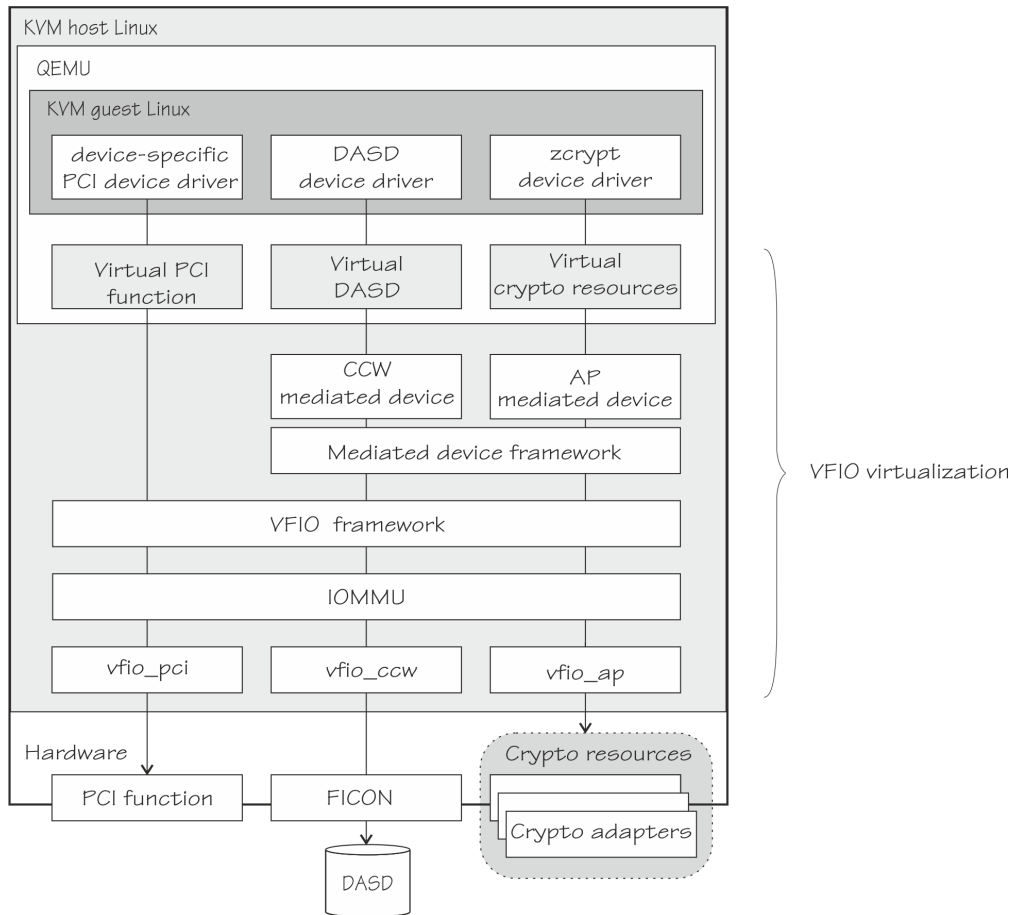 KVM host Linux
QEMU
KVM guest Linux
device-specific
PCI device driver
DASD
device driver
zcrypt
device driver
Virtual PCI
function
Virtual
DASD
Virtual
crypto resources
CCW
mediated device
AP
mediated device
Mediated device framework
VFIO virtualization
VFIO framework
IOMMU
vfio_pci
vfio_ccw
vfio_ap
Hardware
Crypto resources
PCI function
FICON
Crypto adapters
DASD